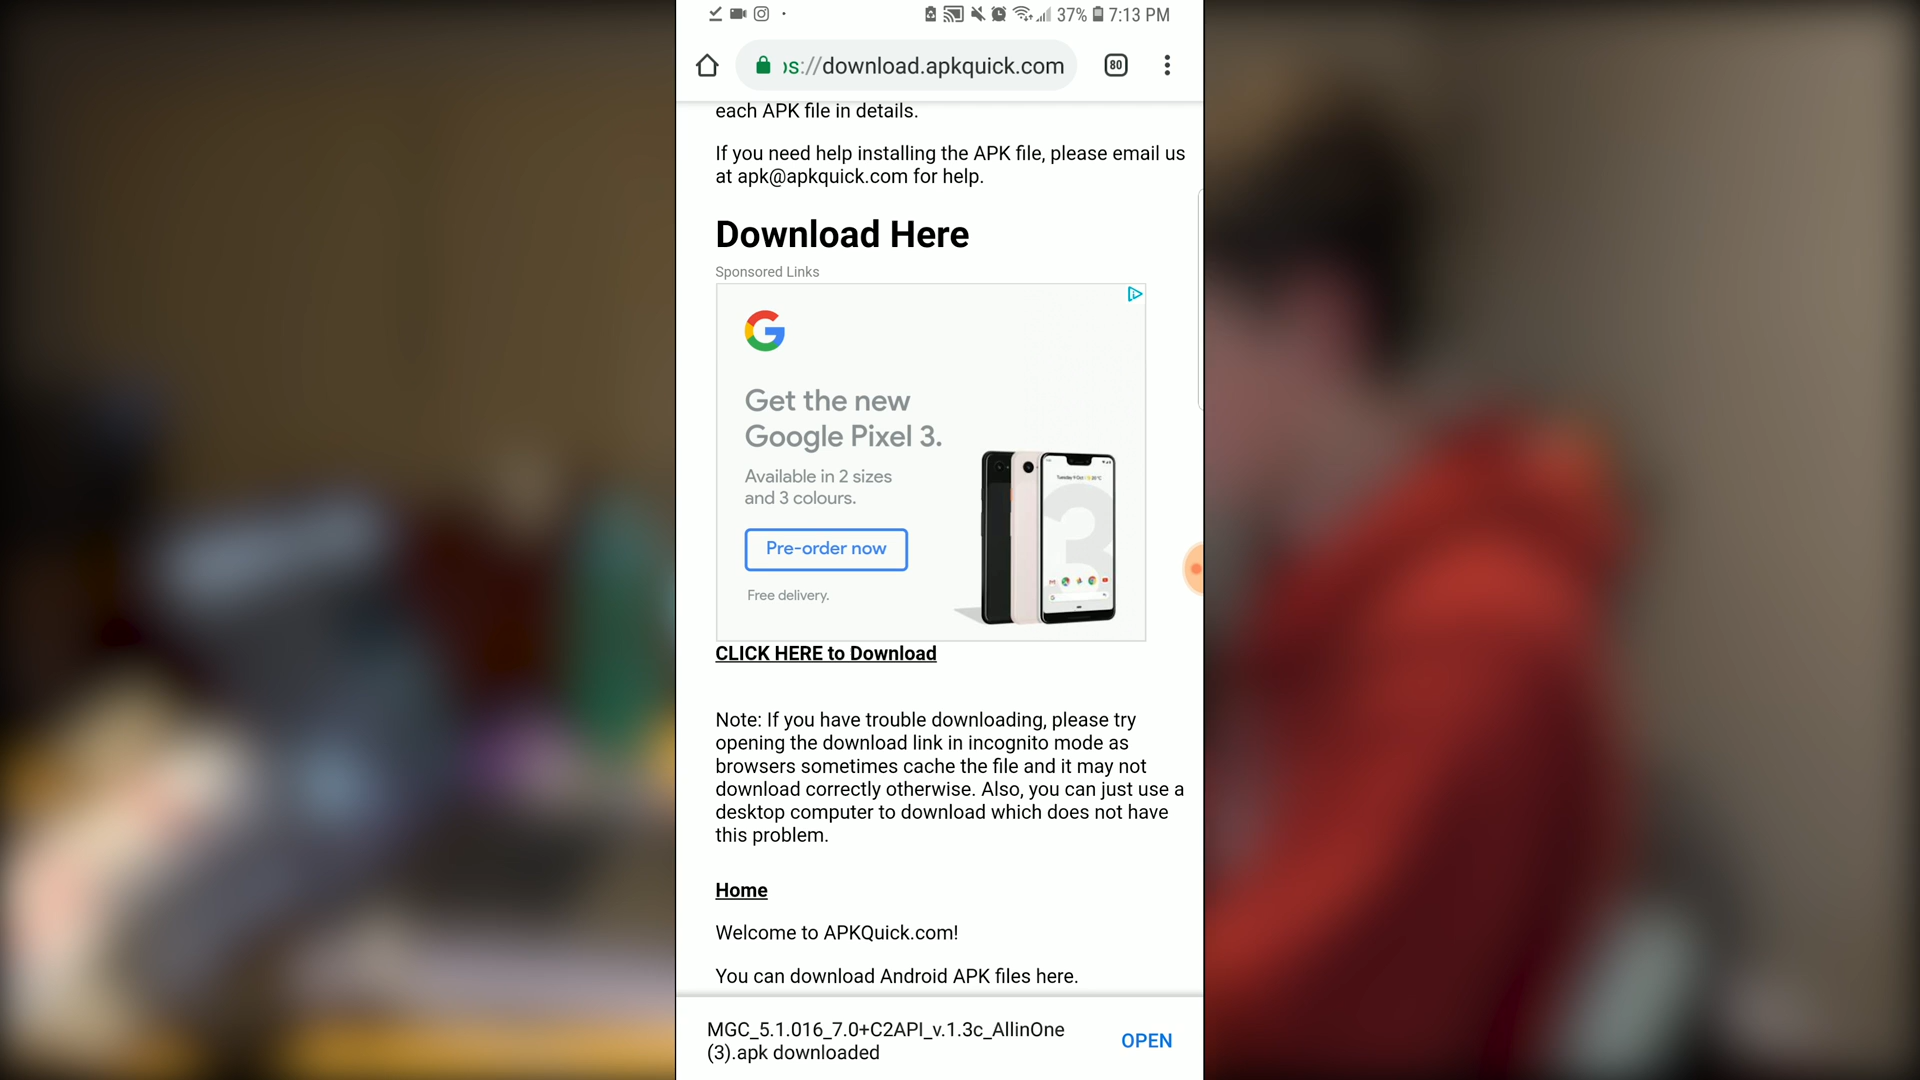 37% 7:13 PM
ps://download.apkquick.com
80
each APK file in details.
If you need help installing the APK file, please email us
at apk@apkquick.com for help.
Download Here
Sponsored Links
Get the new
Google Pixel 3.
Available in 2 sizes
and 3 colours.
Pre-order now
Free delivery.
CLICK HERE to Download
Note: If you have trouble downloading, please try
opening the download link in incognito mode as
browsers sometimes cache the file and it may not
download correctly otherwise. Also, you can just use a
desktop computer to download which does not have
this problem.
Home
Welcome to APKQuick.com!
You can download Android APK files here.
MGC_5.1.016_7.0+C2API_v.1.3c_AllinOne
(3).apk downloaded
OPEN